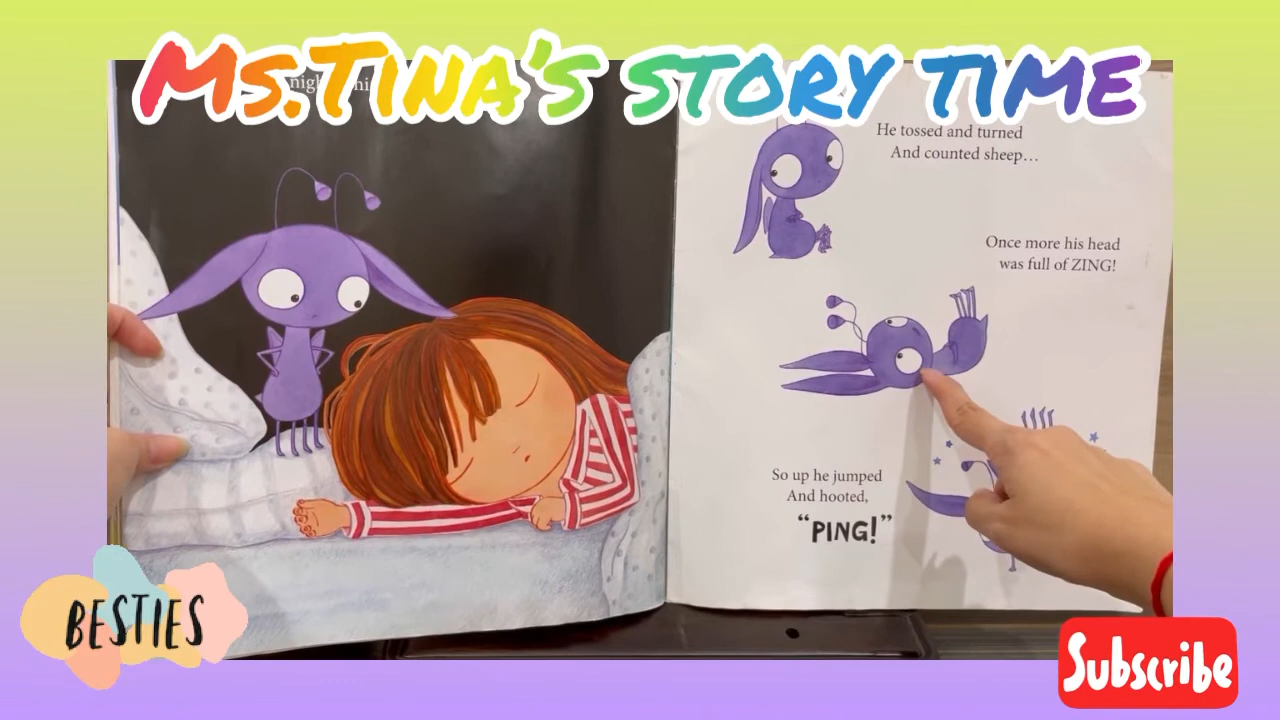 Ms.Tina's story time
He tossed and turned
And counted sheep…
Once more his head
was full of ZING!
So up he jumped
And hooted,
"PING!"
BESTIES
Subscribe